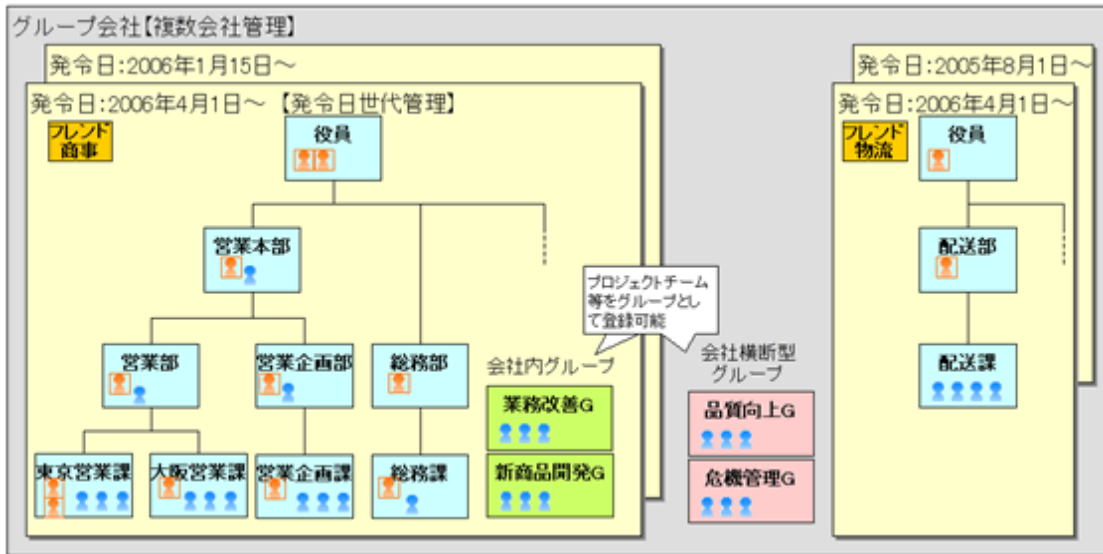 グループ会社【複数会社管理】
発令日:2006年1月15日～
発令日:2006年4月1日～ 【発令日世代管理】
フレンド
商事
役員
営業本部
営業部
営業企画部
総務部
東京営業課
大阪営業課
営業企画課
総務課
会社内グループ
業務改善G
新商品開発G
プロジェクトチーム
等をグループとし
て登録可能
会社横断型
グループ
品質向上G
危機管理G
発令日:2005年8月1日～
発令日:2006年4月1日～
フレンド
物流
役員
配送部
配送課